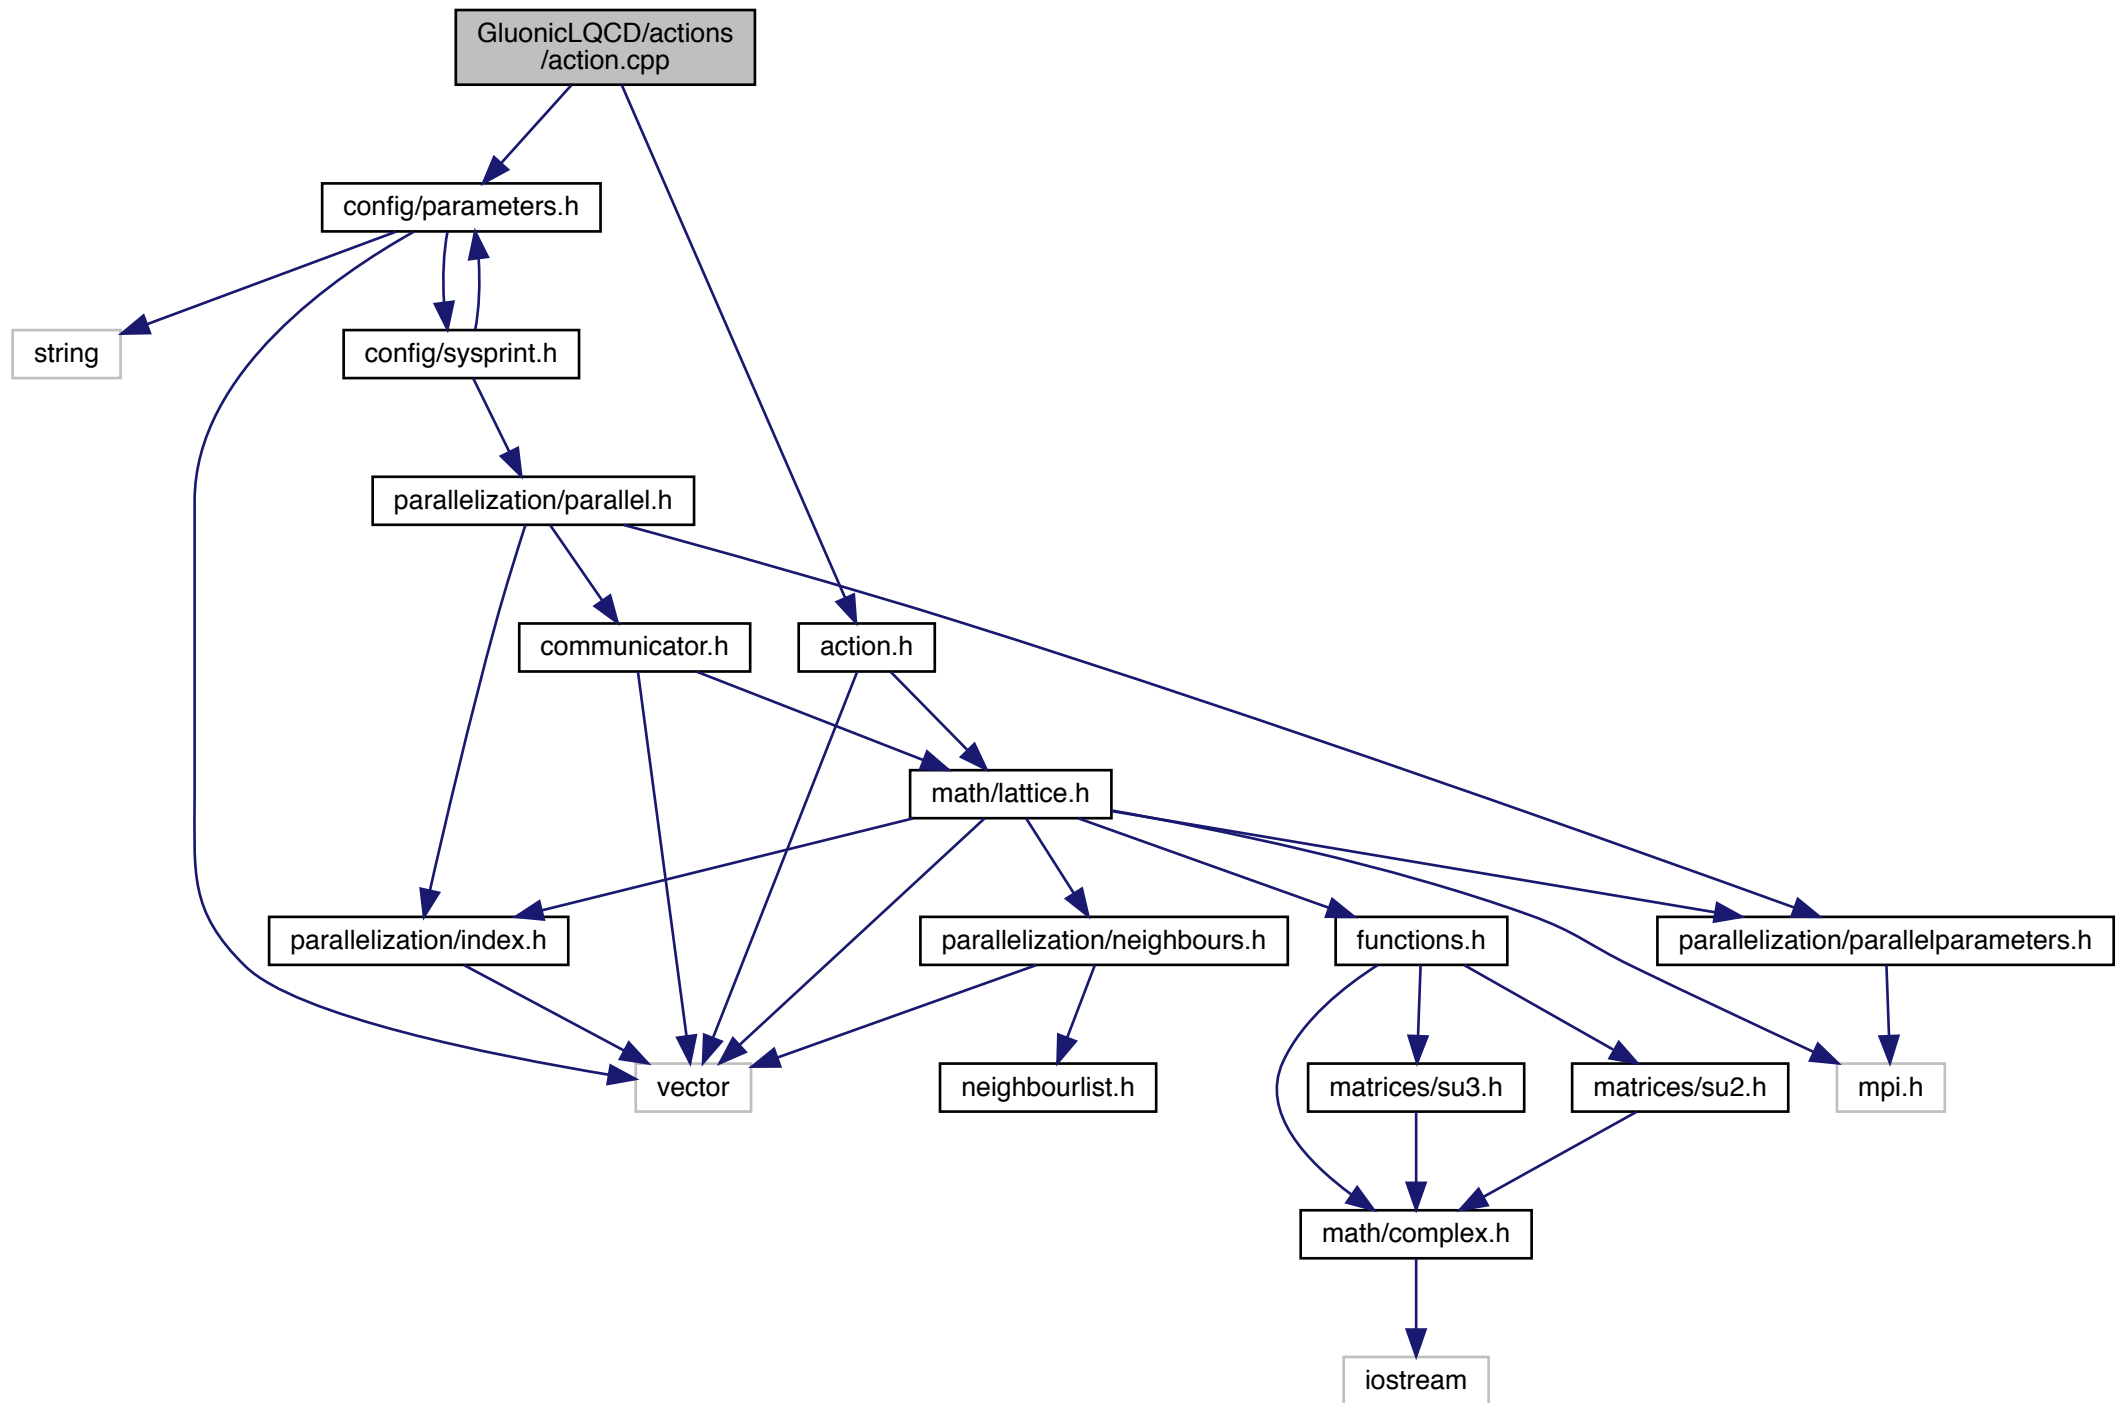 GluonicLQCD/actions
/action.cpp
config/parameters.h
string
config/sysprint.h
parallelization/parallel.h
communicator.h
action.h
math/lattice.h
parallelization/index.h
parallelization/neighbours.h
functions.h
parallelization/parallelparameters.h
vector
neighbourlist.h
matrices/su3.h
matrices/su2.h
mpi.h
math/complex.h
iostream